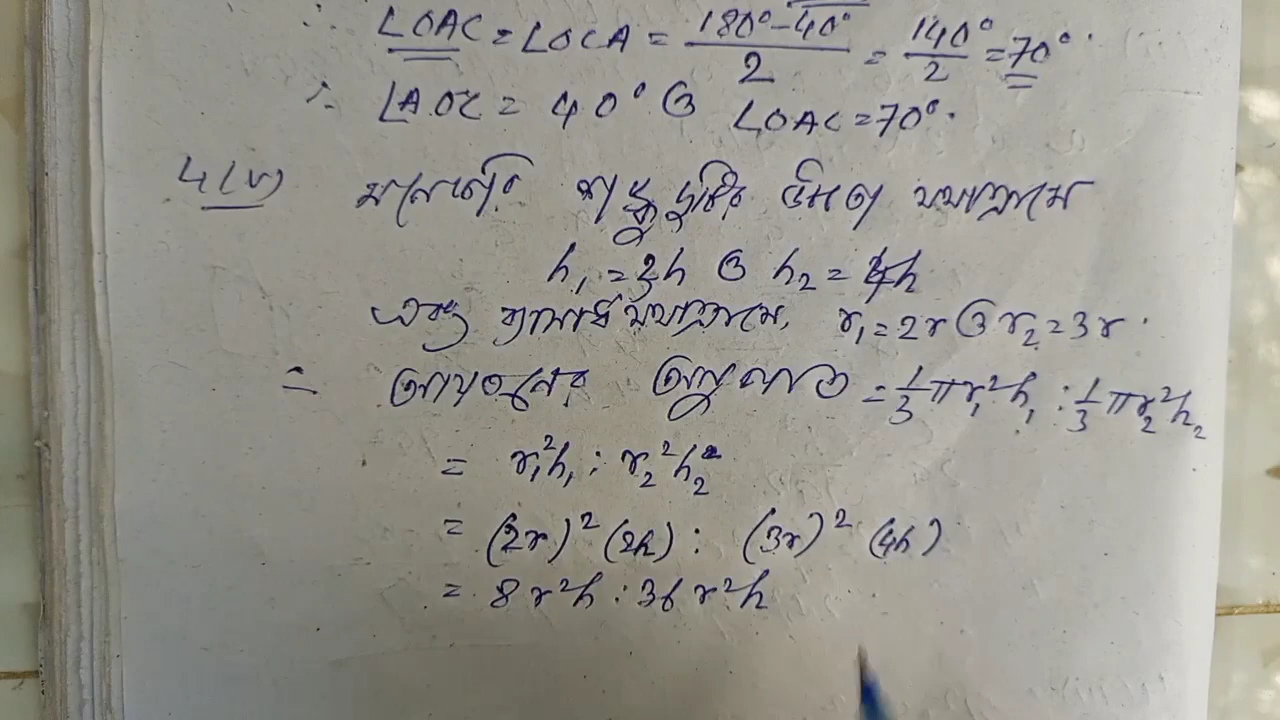 ∴ ∠OAC = ∠OCA = (180° - 40°)/2 = 140°/2 = 70°.
∴ ∠AOC = 40° ও ∠OAC = 70°.
4(v) মনেকরি শঙ্কু দুটির উচ্চতা যথাক্রমে
h₁ = 2h ও h₂ = 4h
এবং ব্যাসার্ধ যথাক্রমে, r₁ = 2r ও r₂ = 3r.
= আয়তনের অনুপাত = 1/3 πr₁²h₁ : 1/3 πr₂²h₂
= r₁²h₁ : r₂²h₂
= (2r)² (2h) : (3r)² (4h)
= 8r²h : 36r²h